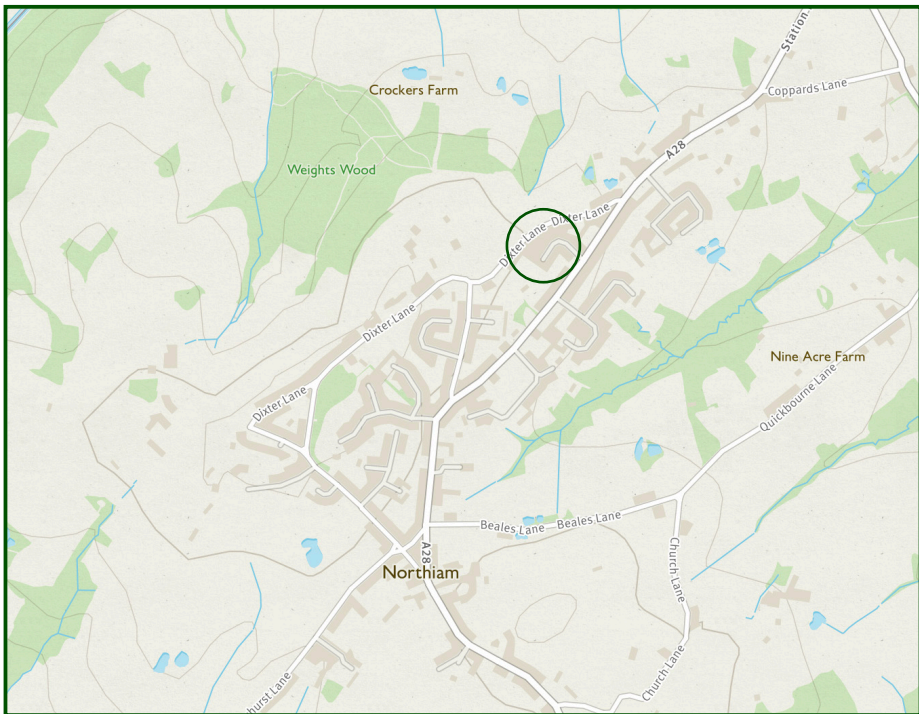 Station
Coppards Lane
Crockers Farm
A28
Weights Wood
Dixter Lane
Dixter Lane
Dixter Lane
Nine Acre Farm
Quickbourne Lane
Dixter Lane
Beales Lane
Beales Lane
A28
Northiam
Church Lane
Church Lane
hurst Lane